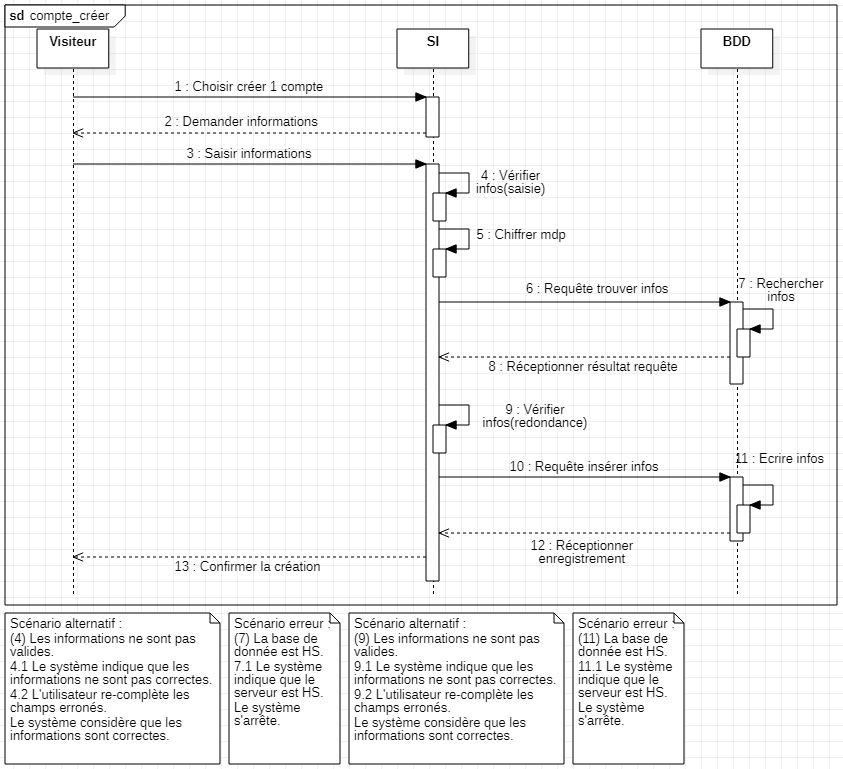 sd compte_créer
Visiteur
SI
BDD
1 : Choisir créer 1 compte
2 : Demander informations
3 : Saisir informations
4 : Vérifier
infos(saisie)
5 : Chiffrer mdp
6 : Requête trouver infos
7 : Rechercher
infos
8 : Réceptionner résultat requête
9 : Vérifier
infos(redondance)
10 : Requête insérer infos
11 : Ecrire infos
12 : Réceptionner
enregistrement
13 : Confirmer la création
Scénario alternatif :
(4) Les informations ne sont pas
valides.
4.1 Le système indique que les
informations ne sont pas correctes.
4.2 L'utilisateur re-complète les
champs erronés.
Le système considère que les
informations sont correctes.
Scénario erreur :
(7) La base de
donnée est HS.
7.1 Le système
indique que le
serveur est HS.
Le système
s'arrête.
Scénario alternatif :
(9) Les informations ne sont pas
valides.
9.1 Le système indique que les
informations ne sont pas correctes.
9.2 L'utilisateur re-complète les
champs erronés.
Le système considère que les
informations sont correctes.
Scénario erreur :
(11) La base de
donnée est HS.
11.1 Le système
indique que le
serveur est HS.
Le système
s'arrête.